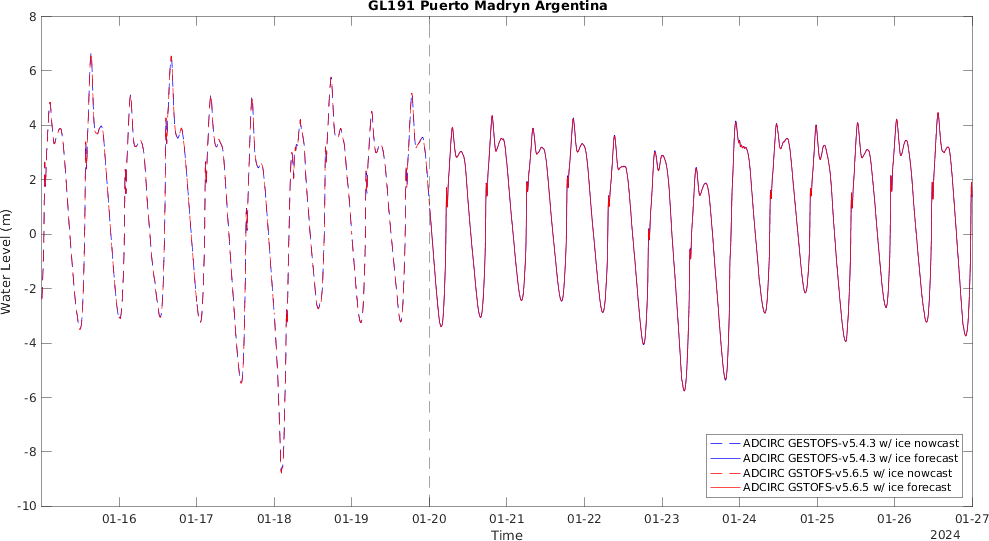 GL191 Puerto Madryn Argentina
Water Level (m)
8
6
4
2
0
-2
-4
-6
-8
-10
ADCIRC GESTOFS-v5.4.3 w/ ice nowcast
ADCIRC GESTOFS-v5.4.3 w/ ice forecast
ADCIRC GSTOFS-v5.6.5 w/ ice nowcast
ADCIRC GSTOFS-v5.6.5 w/ ice forecast
01-16 01-17 01-18 01-19 01-20 01-21 01-22 01-23 01-24 01-25 01-26 01-27
Time
2024